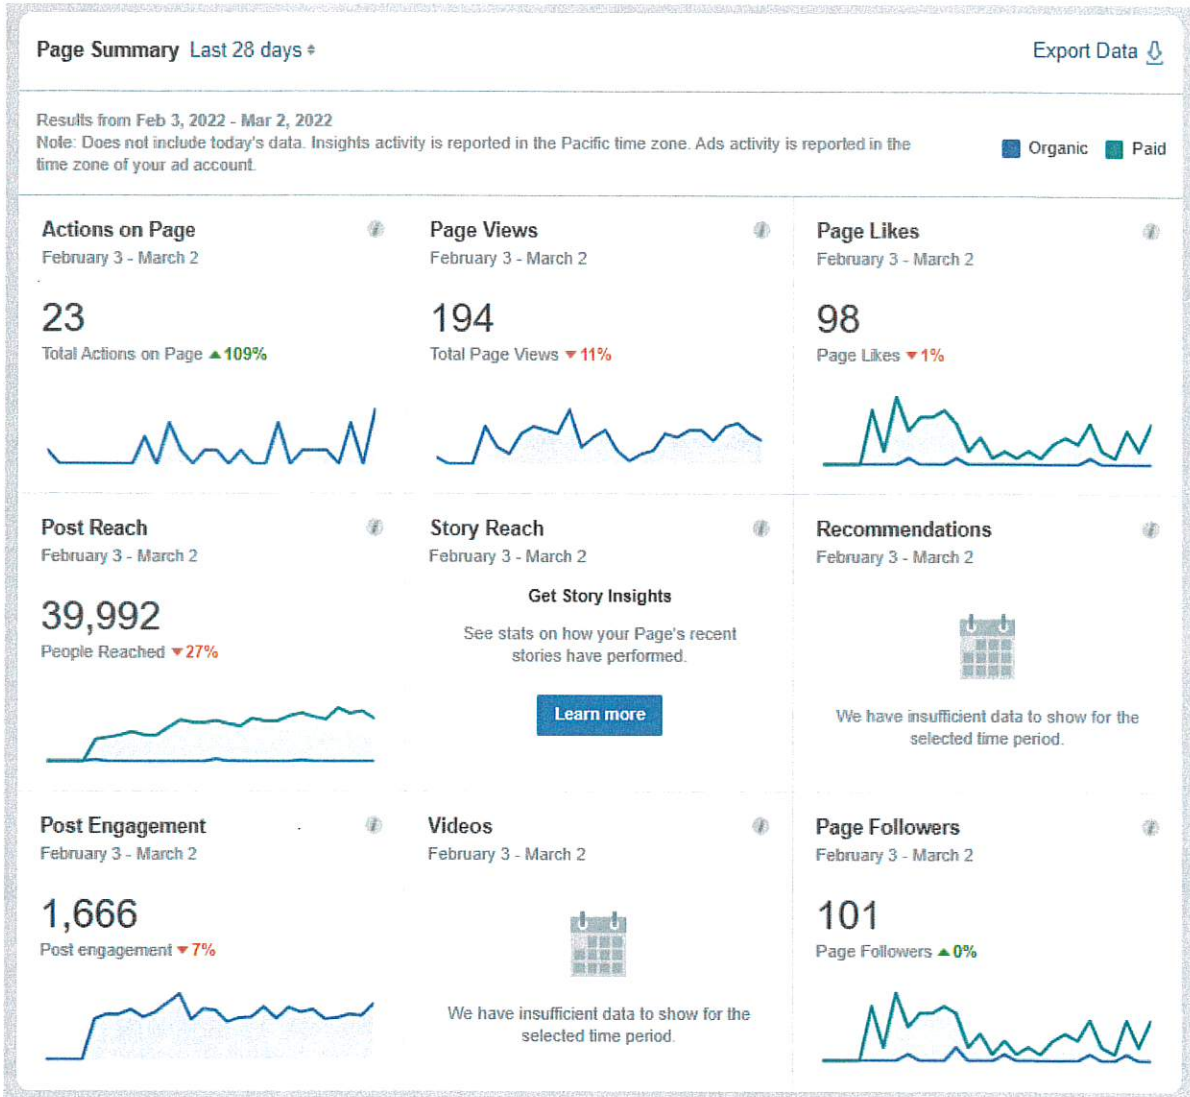 Page Summary Last 28 days
Export Data
Results from Feb 3, 2022 - Mar 2, 2022
Note: Does not include today's data. Insights activity is reported in the Pacific time zone. Ads activity is reported in the
time zone of your ad account.
Organic Paid
Actions on Page
February 3 - March 2
23
Total Actions on Page ▲ 109%
Page Views
February 3 - March 2
194
Total Page Views ▼ 11%
Page Likes
February 3 - March 2
98
Page Likes ▼ 1%
Post Reach
February 3 - March 2
39,992
People Reached ▼ 27%
Story Reach
February 3 - March 2
Get Story Insights
See stats on how your Page's recent
stories have performed.
Learn more
Recommendations
February 3 - March 2
We have insufficient data to show for the
selected time period.
Post Engagement
February 3 - March 2
1,666
Post engagement ▼ 7%
Videos
February 3 - March 2
We have insufficient data to show for the
selected time period.
Page Followers
February 3 - March 2
101
Page Followers ▲ 0%